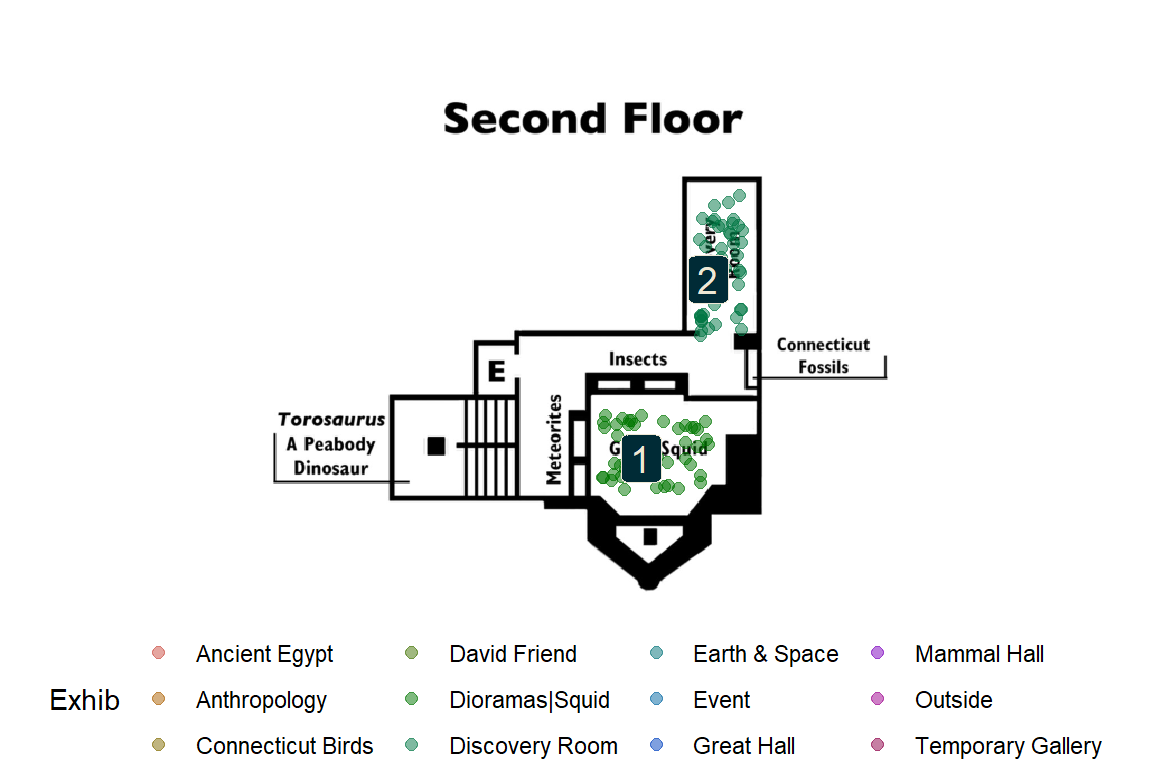 Second Floor
very
Room
2
Connecticut
Fossils
Insects
E
Meteorites
Torosaurus
A Peabody
Dinosaur
G
1
Squid
Exhib
Ancient Egypt
David Friend
Earth & Space
Mammal Hall
Anthropology
Dioramas|Squid
Event
Outside
Connecticut Birds
Discovery Room
Great Hall
Temporary Gallery